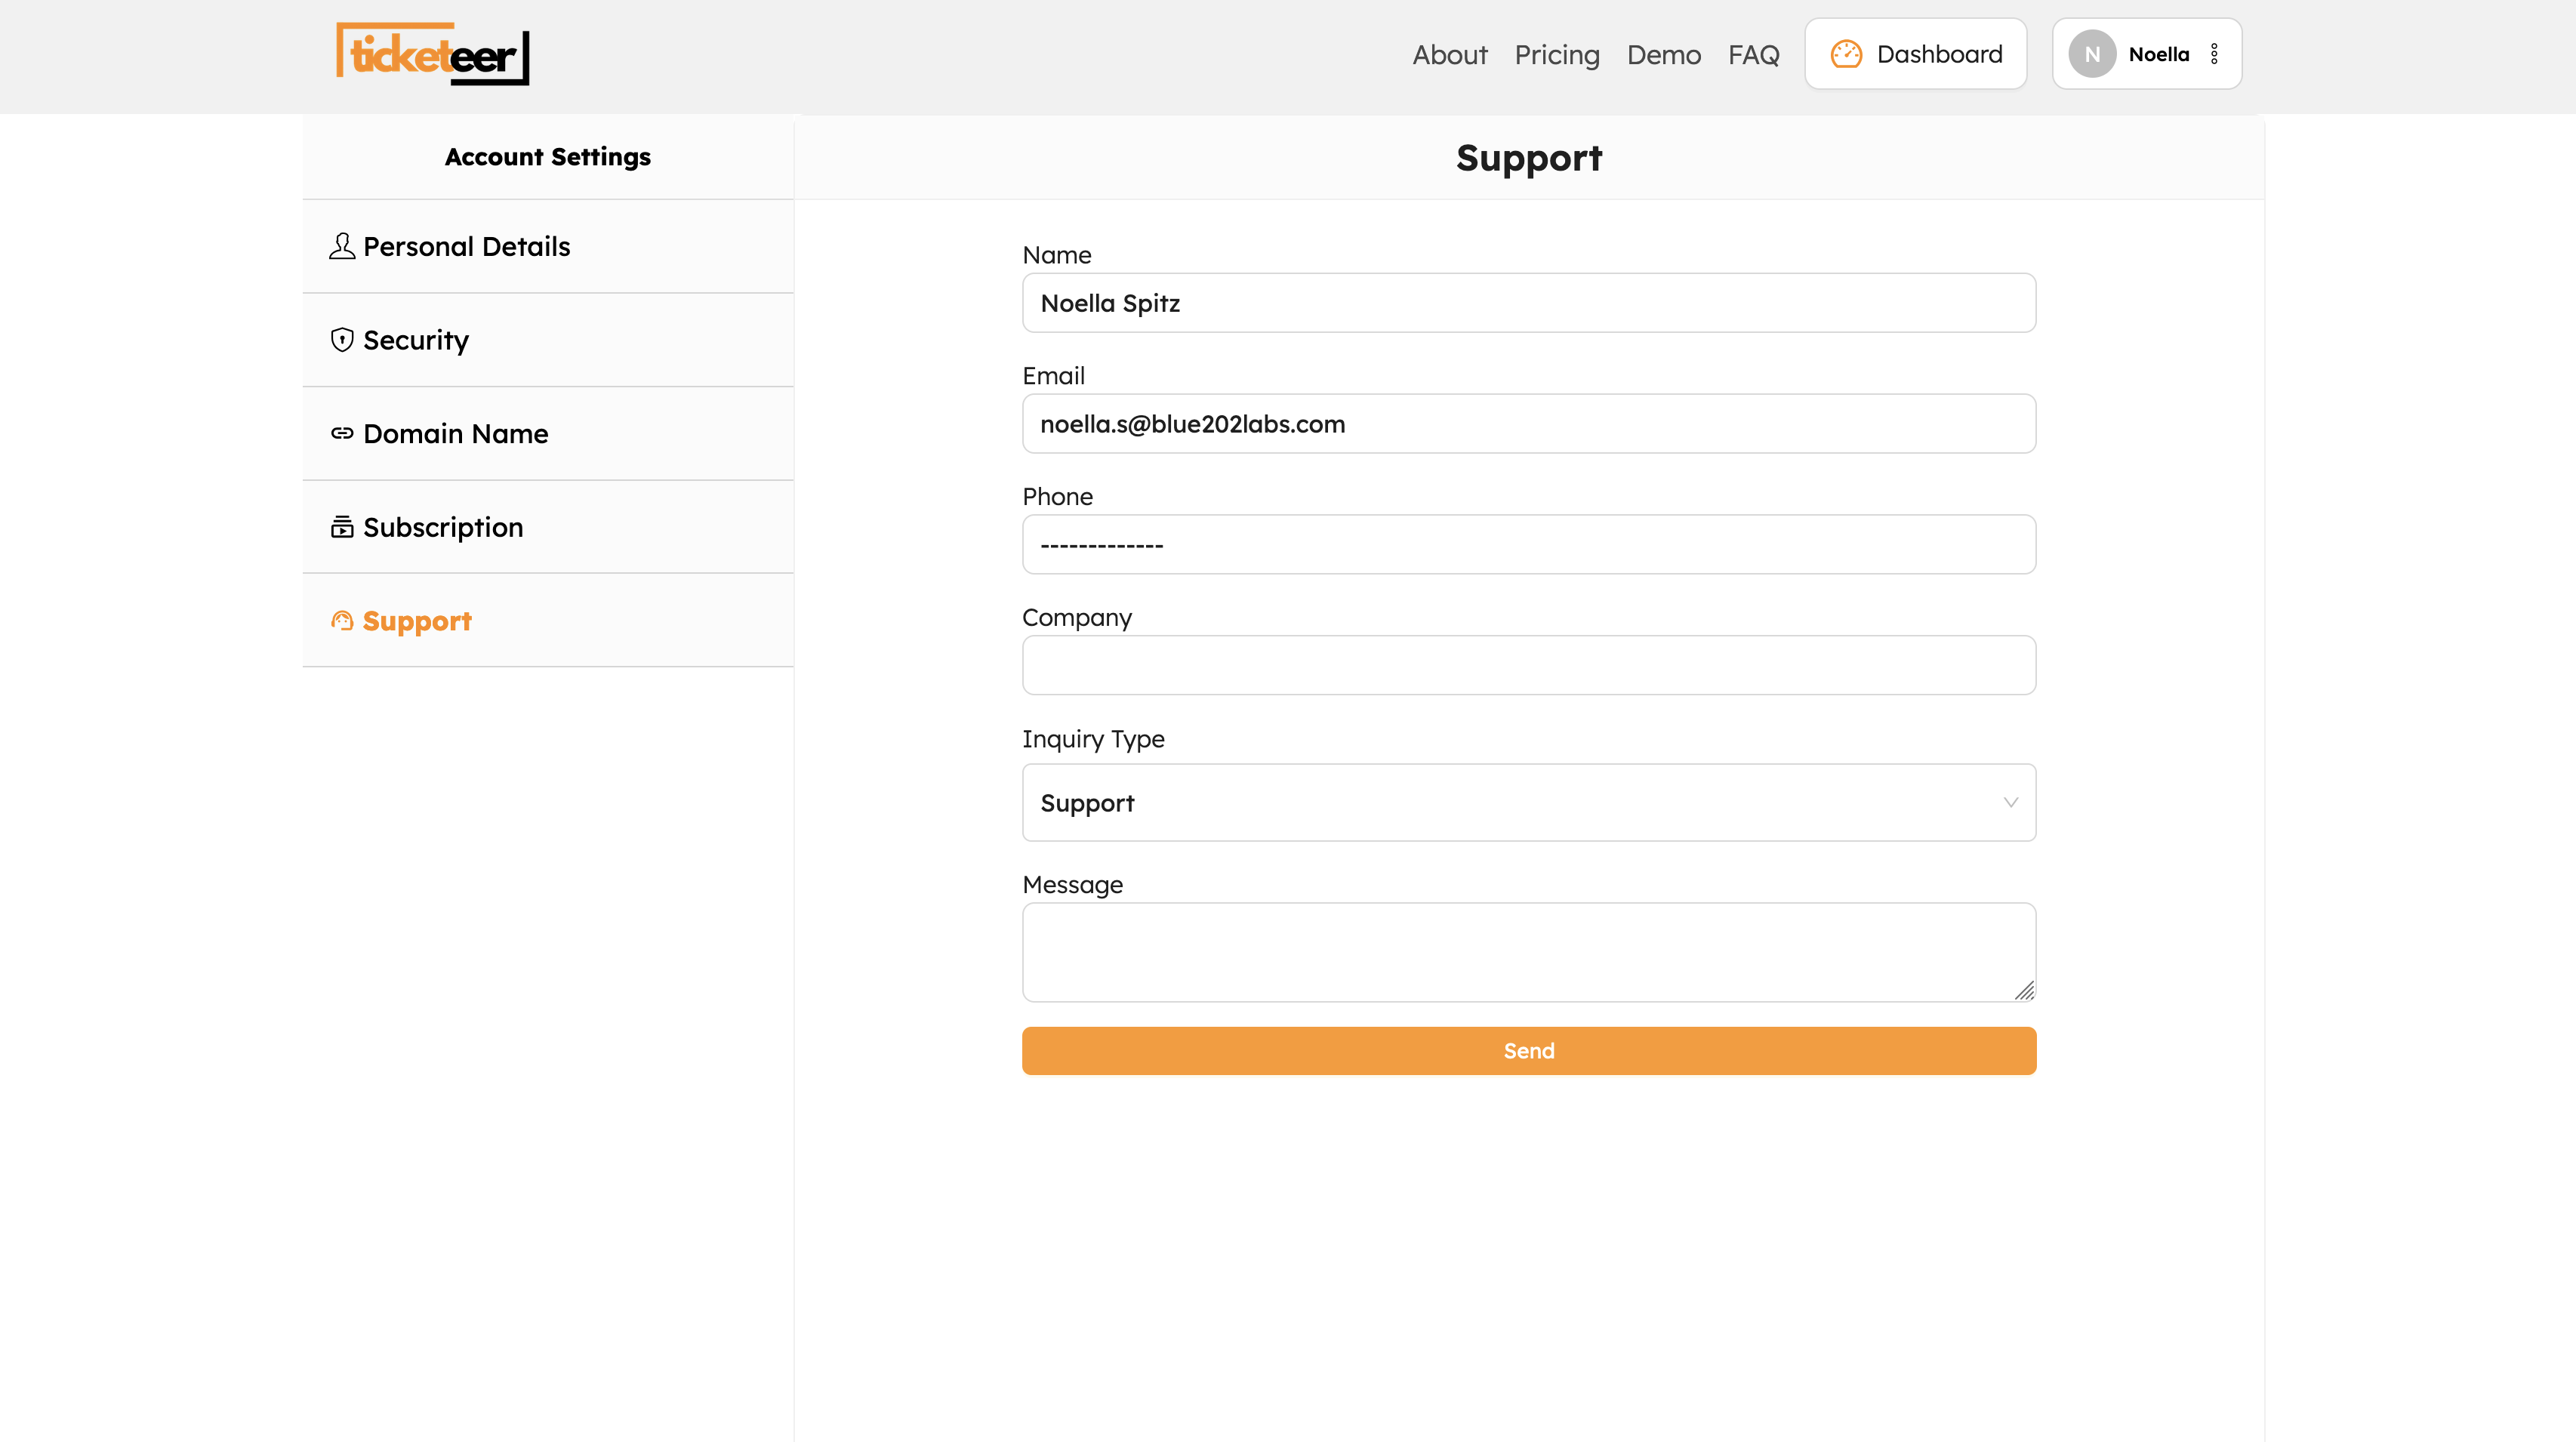 ticketeer
About Pricing Demo FAQ Dashboard N Noella
Account Settings
Personal Details
Security
Domain Name
Subscription
Support
Support
Name
Noella Spitz
Email
noella.s@blue202labs.com
Phone
-------------
Company
Inquiry Type
Support
Message
Send